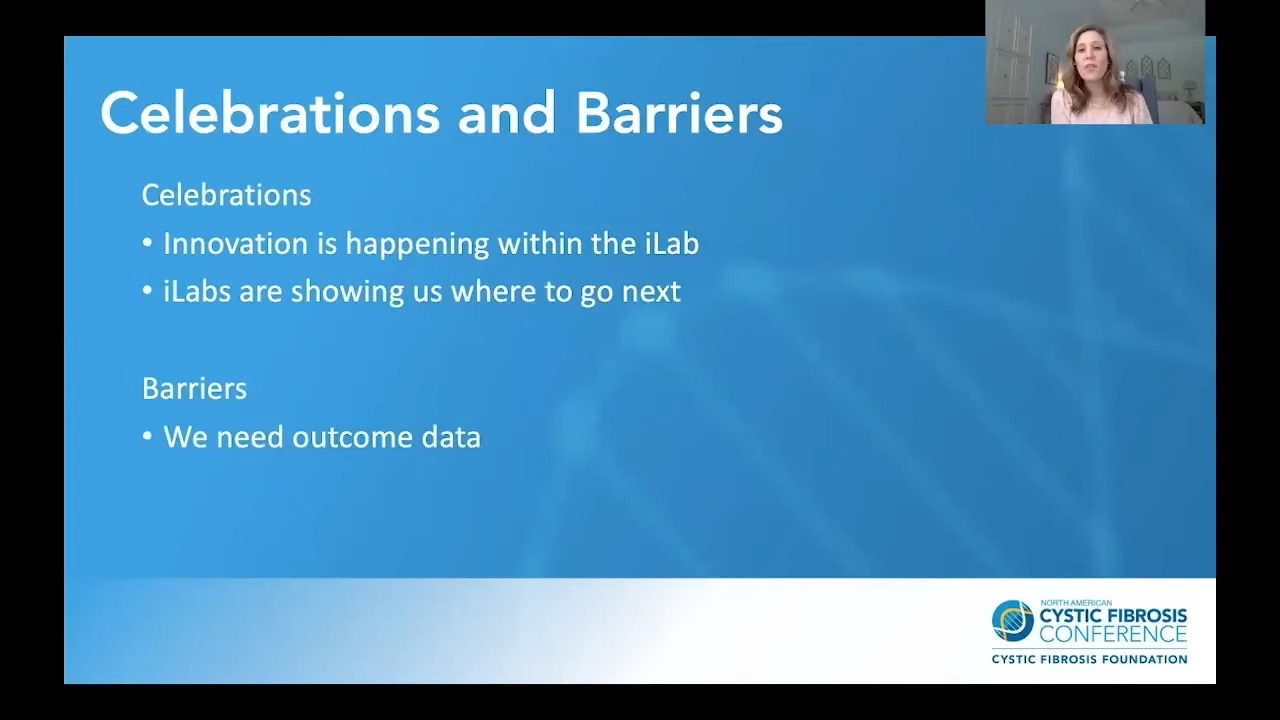 Celebrations and Barriers
Celebrations
• Innovation is happening within the iLab
• iLabs are showing us where to go next
Barriers
• We need outcome data
NORTH AMERICAN
CYSTIC FIBROSIS
CONFERENCE
CYSTIC FIBROSIS FOUNDATION